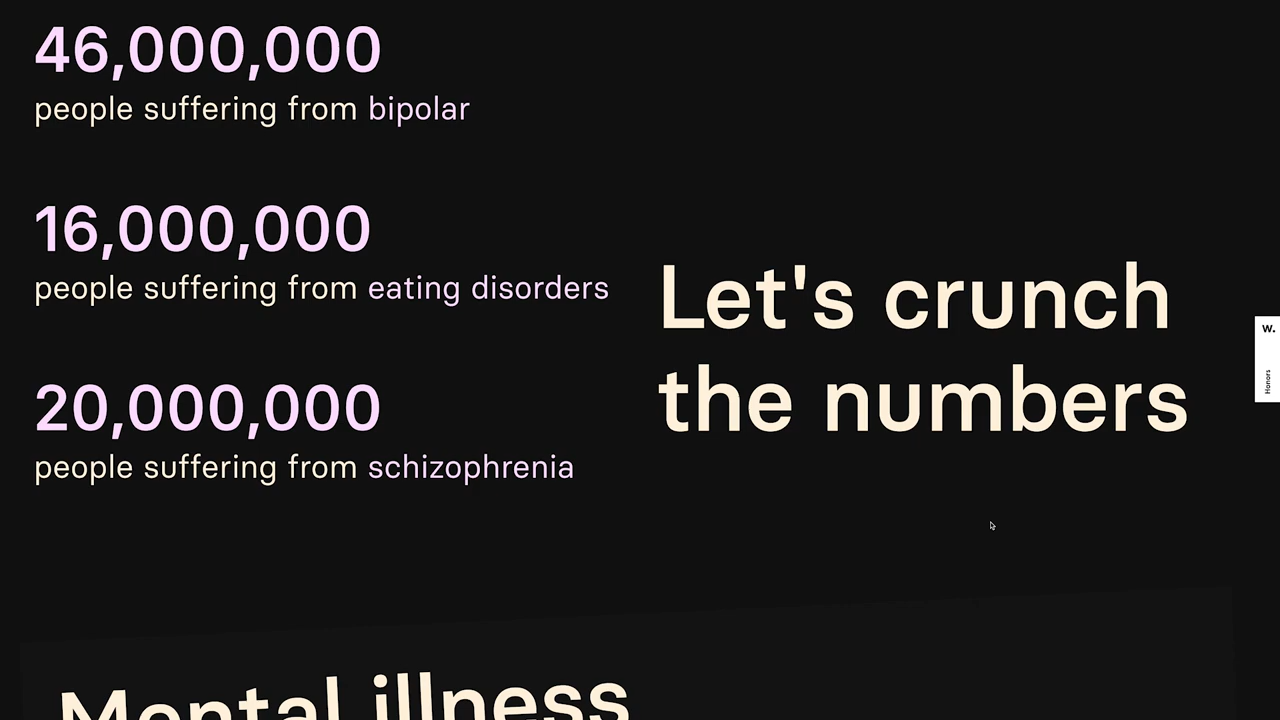 46,000,000
people suffering from bipolar
16,000,000
people suffering from eating disorders
20,000,000
people suffering from schizophrenia
Let's crunch
the numbers
W.
Honors
Mental illness